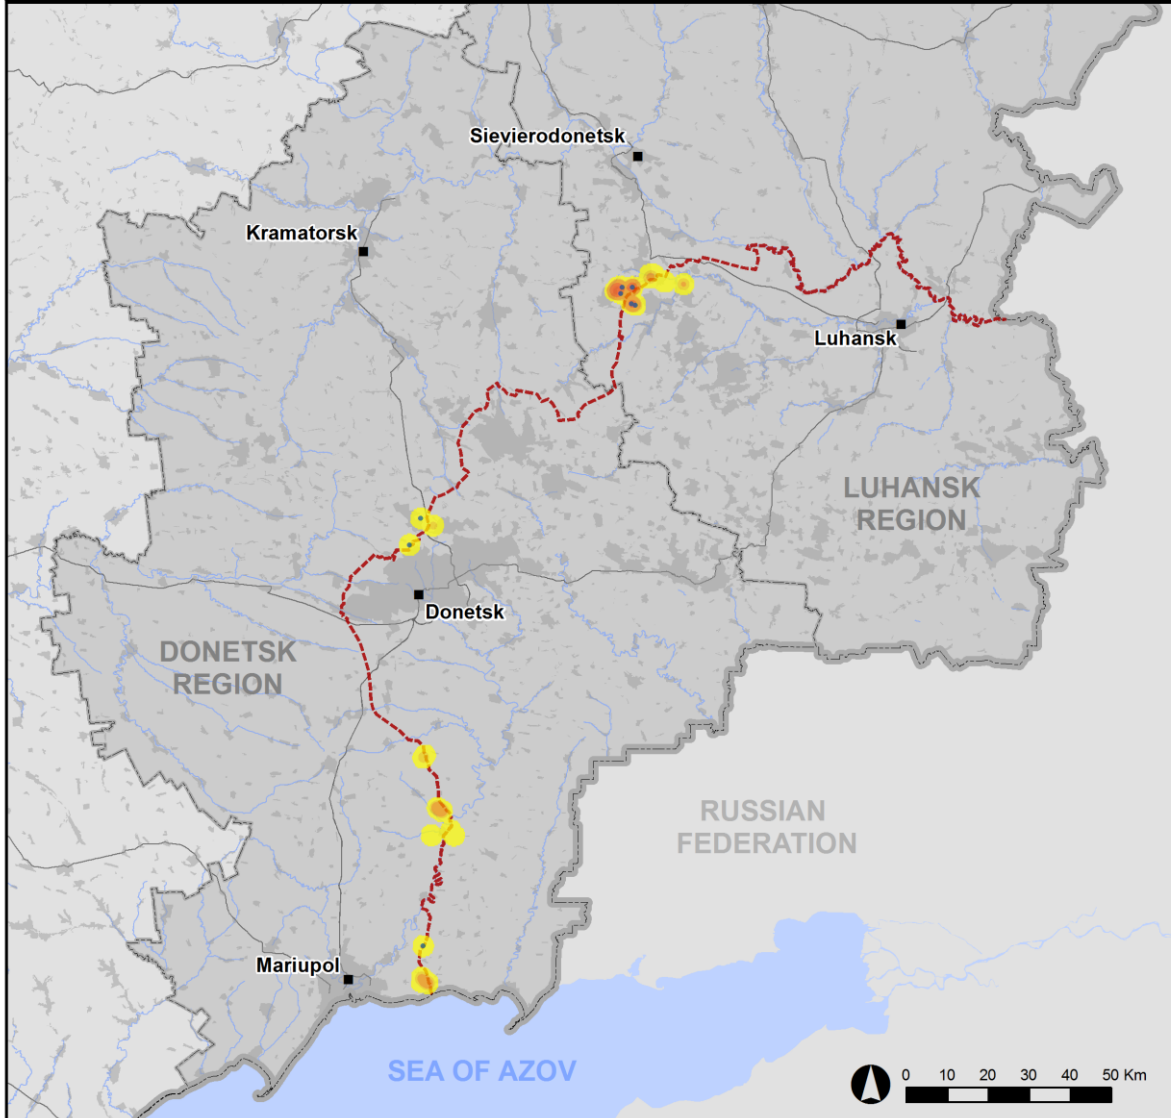 Sievierodonetsk
Kramatorsk
Luhansk
LUHANSK
REGION
Donetsk
DONETSK
REGION
RUSSIAN
FEDERATION
Mariupol
SEA OF AZOV
0 10 20 30 40 50 Km